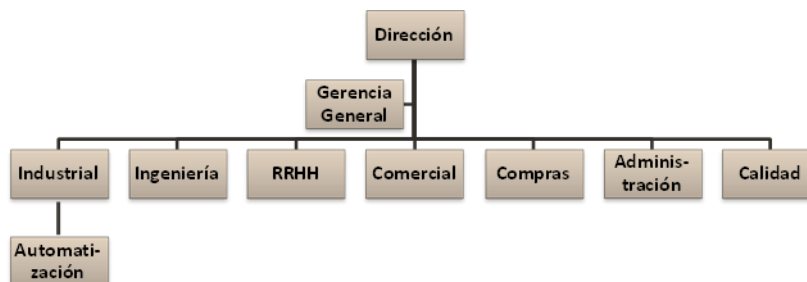 Dirección
Gerencia
General
Industrial
Ingeniería
RRHH
Comercial
Compras
Adminis-
tración
Calidad
Automati-
zación